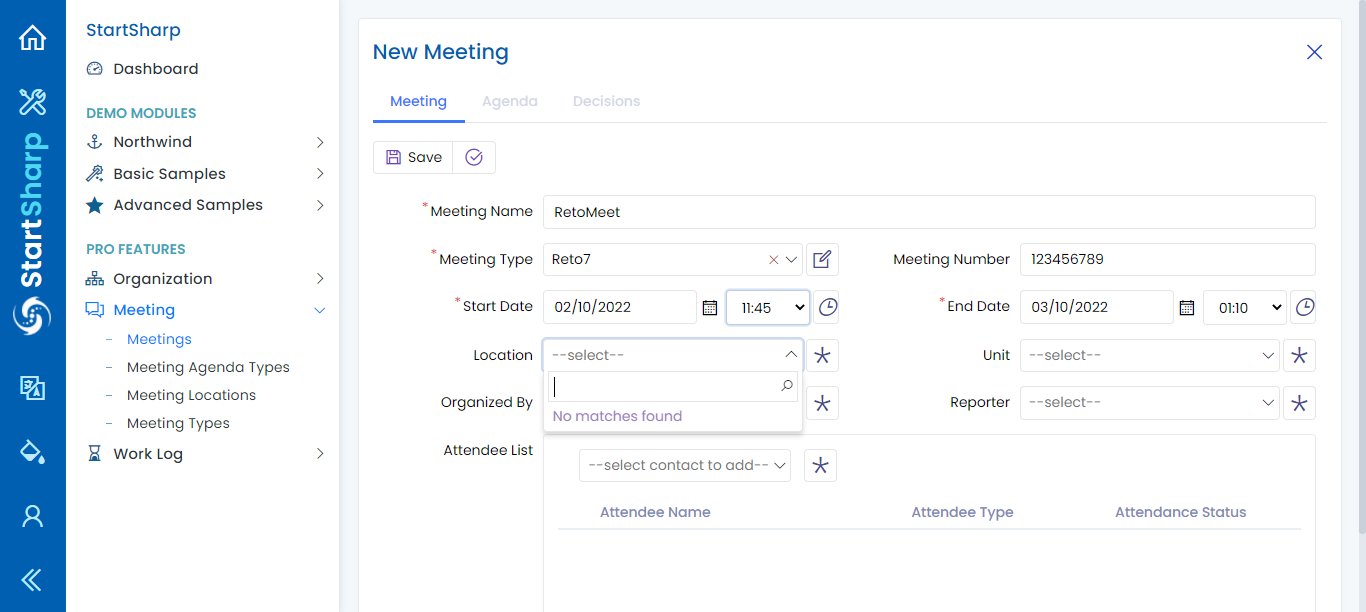 StartSharp
StartSharp
Dashboard
DEMO MODULES
Northwind
Basic Samples
Advanced Samples
PRO FEATURES
Organization
Meeting
Meetings
Meeting Agenda Types
Meeting Locations
Meeting Types
Work Log
New Meeting
Meeting Agenda Decisions
Save
*Meeting Name RetoMeet
*Meeting Type Reto7 Meeting Number 123456789
*Start Date 02/10/2022 11:45 *End Date 03/10/2022 01:10
Location --select-- Unit --select--
No matches found
Organized By Reporter --select--
Attendee List
--select contact to add--
Attendee Name Attendee Type Attendance Status